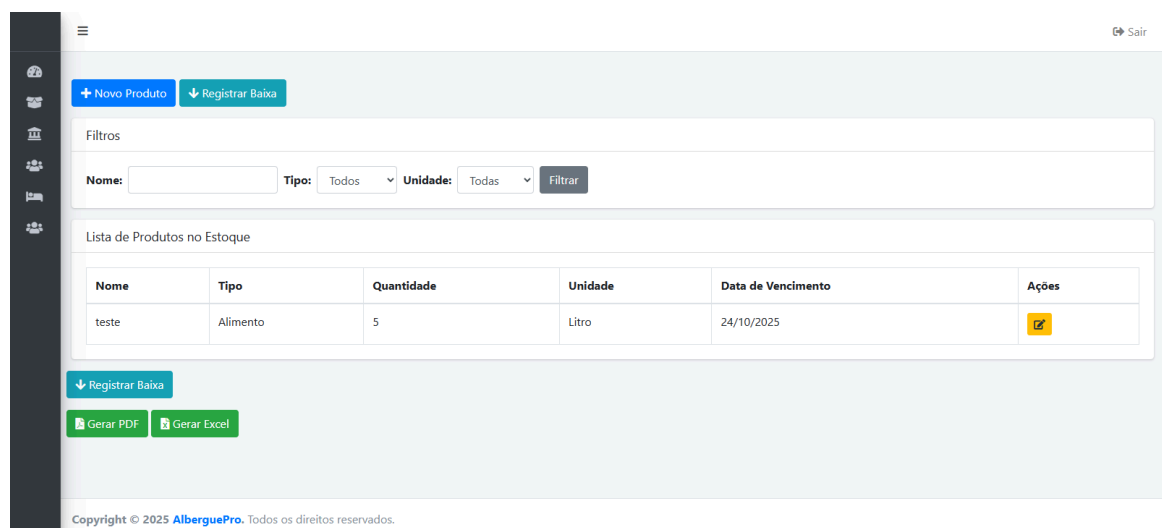 Sair
Novo Produto Registrar Baixa
Filtros
Nome: Tipo: Todos Unidade: Todas Filtrar
Lista de Produtos no Estoque
Nome Tipo Quantidade Unidade Data de Vencimento Ações
teste Alimento 5 Litro 24/10/2025
Registrar Baixa
Gerar PDF Gerar Excel
Copyright © 2025 AlberguePro. Todos os direitos reservados.